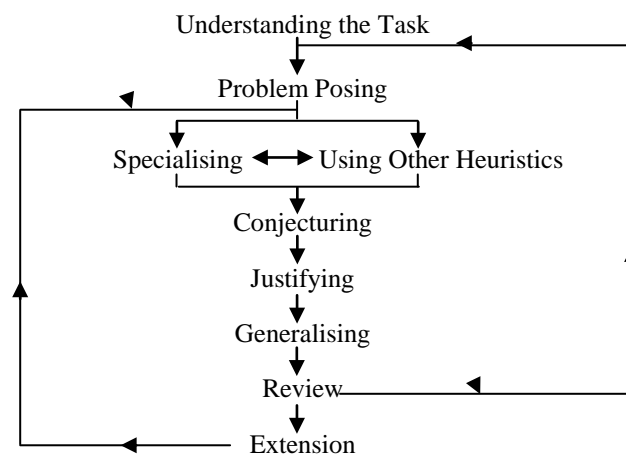 Understanding the Task
Problem Posing
Specialising
Using Other Heuristics
Conjecturing
Justifying
Generalising
Review
Extension